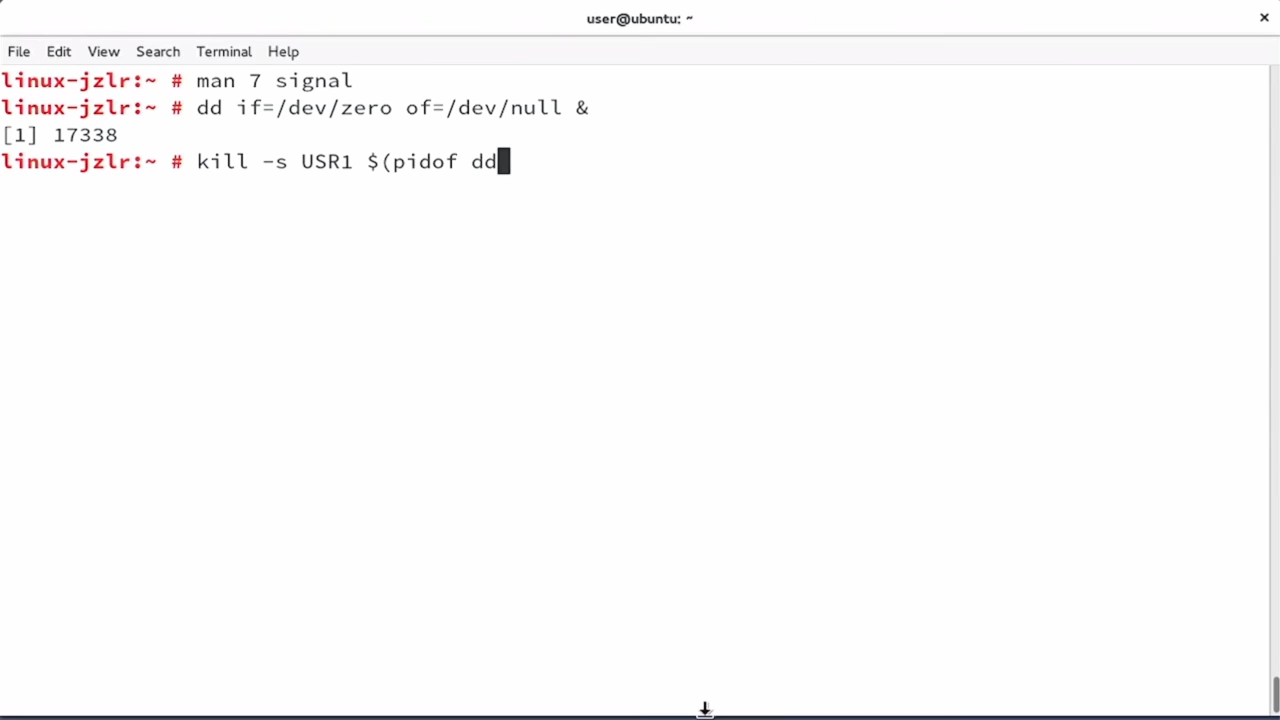 user@ubuntu: ~ ×
File Edit View Search Terminal Help
linux-jzlr:~ # man 7 signal
linux-jzlr:~ # dd if=/dev/zero of=/dev/null &
[1] 17338
linux-jzlr:~ # kill -s USR1 $(pidof dd